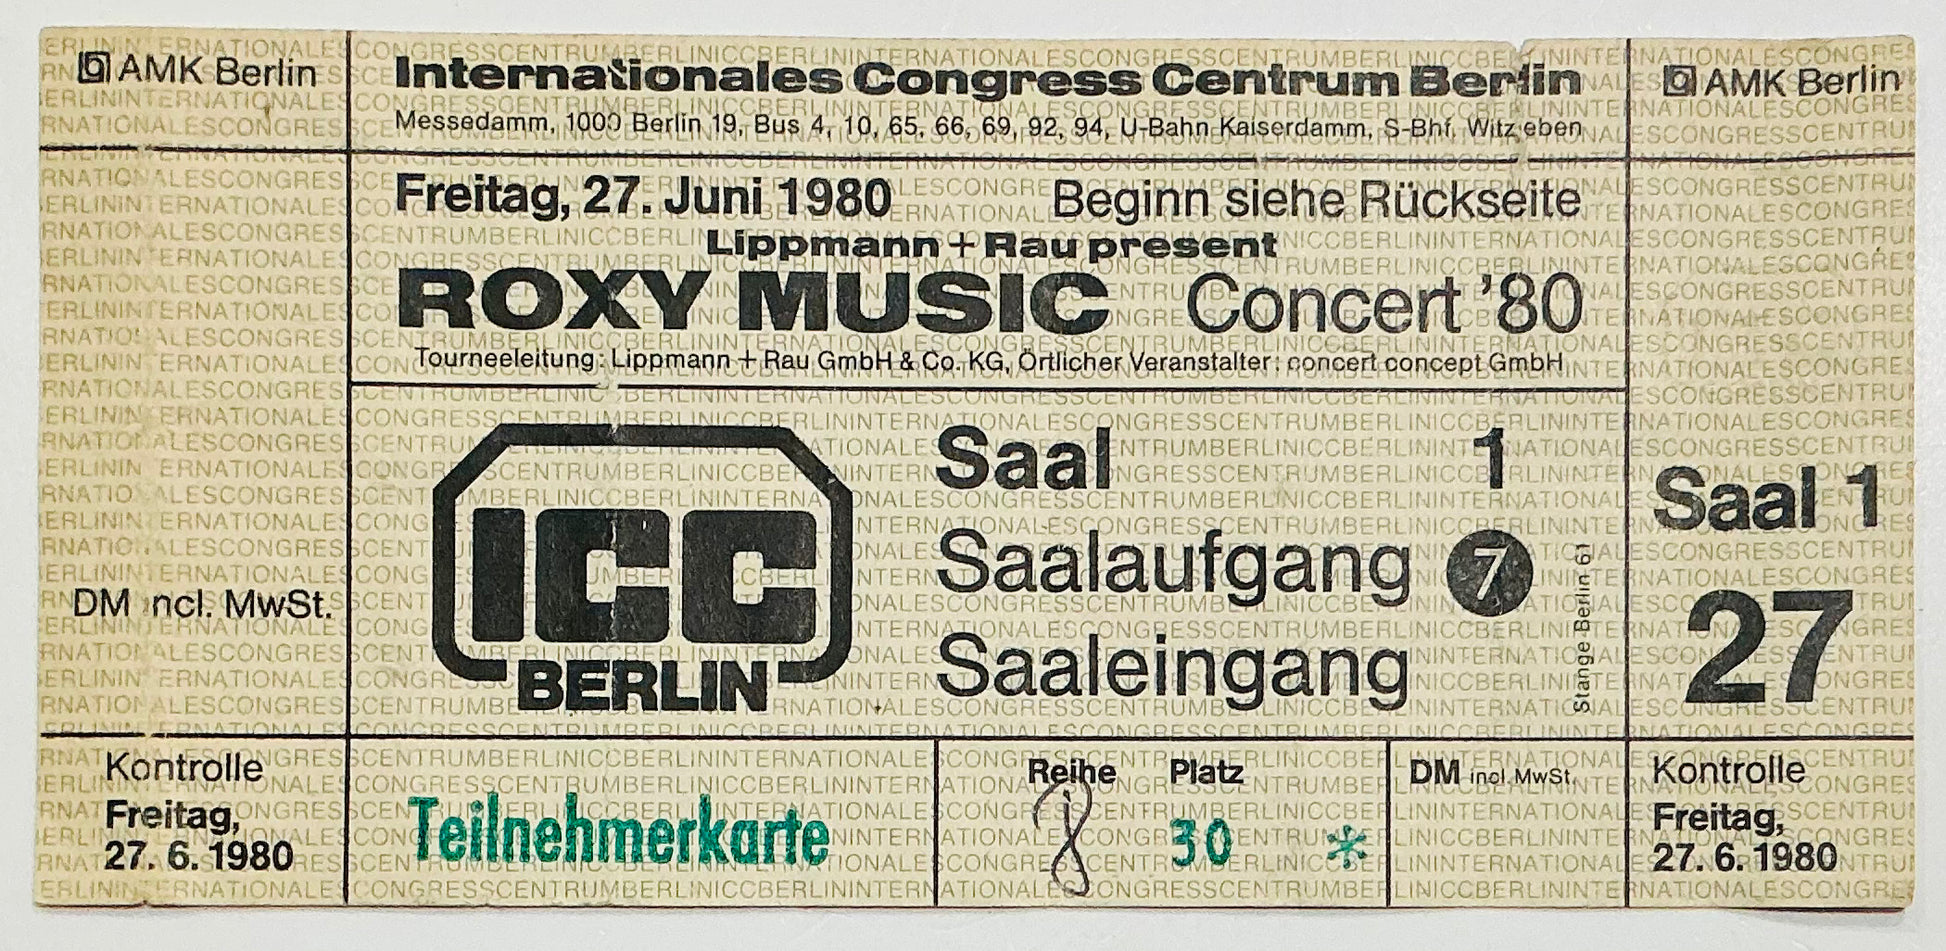 AMK Berlin
Internationales Congress Centrum Berlin
Messedamm, 1000 Berlin 19, Bus 4, 10, 65, 66, 69, 92, 94, U-Bahn Kaiserdamm, S-Bhf. Witzleben
AMK Berlin
Freitag, 27. Juni 1980 Beginn siehe Rückseite
Lippmann + Rau present
ROXY MUSIC Concert '80
Tourneeleitung: Lippmann + Rau GmbH & Co. KG, Örtlicher Veranstalter: concert concept GmbH
DM incl. MwSt.
ICC
BERLIN
Saal 1
Saalaufgang 7
Saaleingang
Stange Berlin 61
Saal 1
27
Kontrolle
Freitag,
27. 6. 1980
Teilnehmerkarte
Reihe Platz
8 30 *
DM incl. MwSt.
Kontrolle
Freitag,
27. 6. 1980